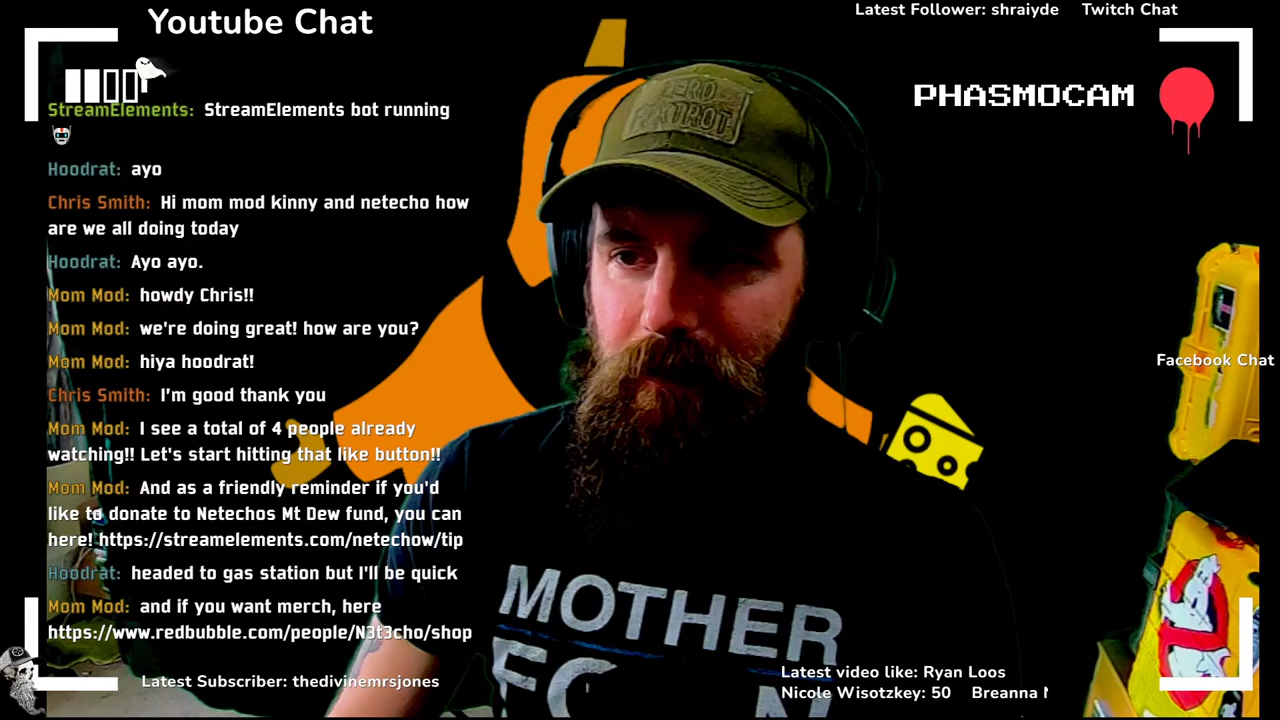 Youtube Chat
Latest Follower: shraiyde Twitch Chat
PHASMOCAM
StreamElements: StreamElements bot running
Hoodrat: ayo
Chris Smith: Hi mom mod kinny and netecho how
are we all doing today
Hoodrat: Ayo ayo.
Mom Mod: howdy Chris!!
Mom Mod: we're doing great! how are you?
Mom Mod: hiya hoodrat!
Chris Smith: I'm good thank you
Mom Mod: I see a total of 4 people already
watching!! Let's start hitting that like button!!
Mom Mod: And as a friendly reminder if you'd
like to donate to Netechos Mt Dew fund, you can
here! https://streamelements.com/netechow/tip
Hoodrat: headed to gas station but I'll be quick
Mom Mod: and if you want merch, here
https://www.redbubble.com/people/N3t3cho/shop
Latest Subscriber: thedivinemrsjones
ZERO
FOXTROT
Facebook Chat
MOTHER
Latest video like: Ryan Loos
Nicole Wisotzkey: 50 Breanna